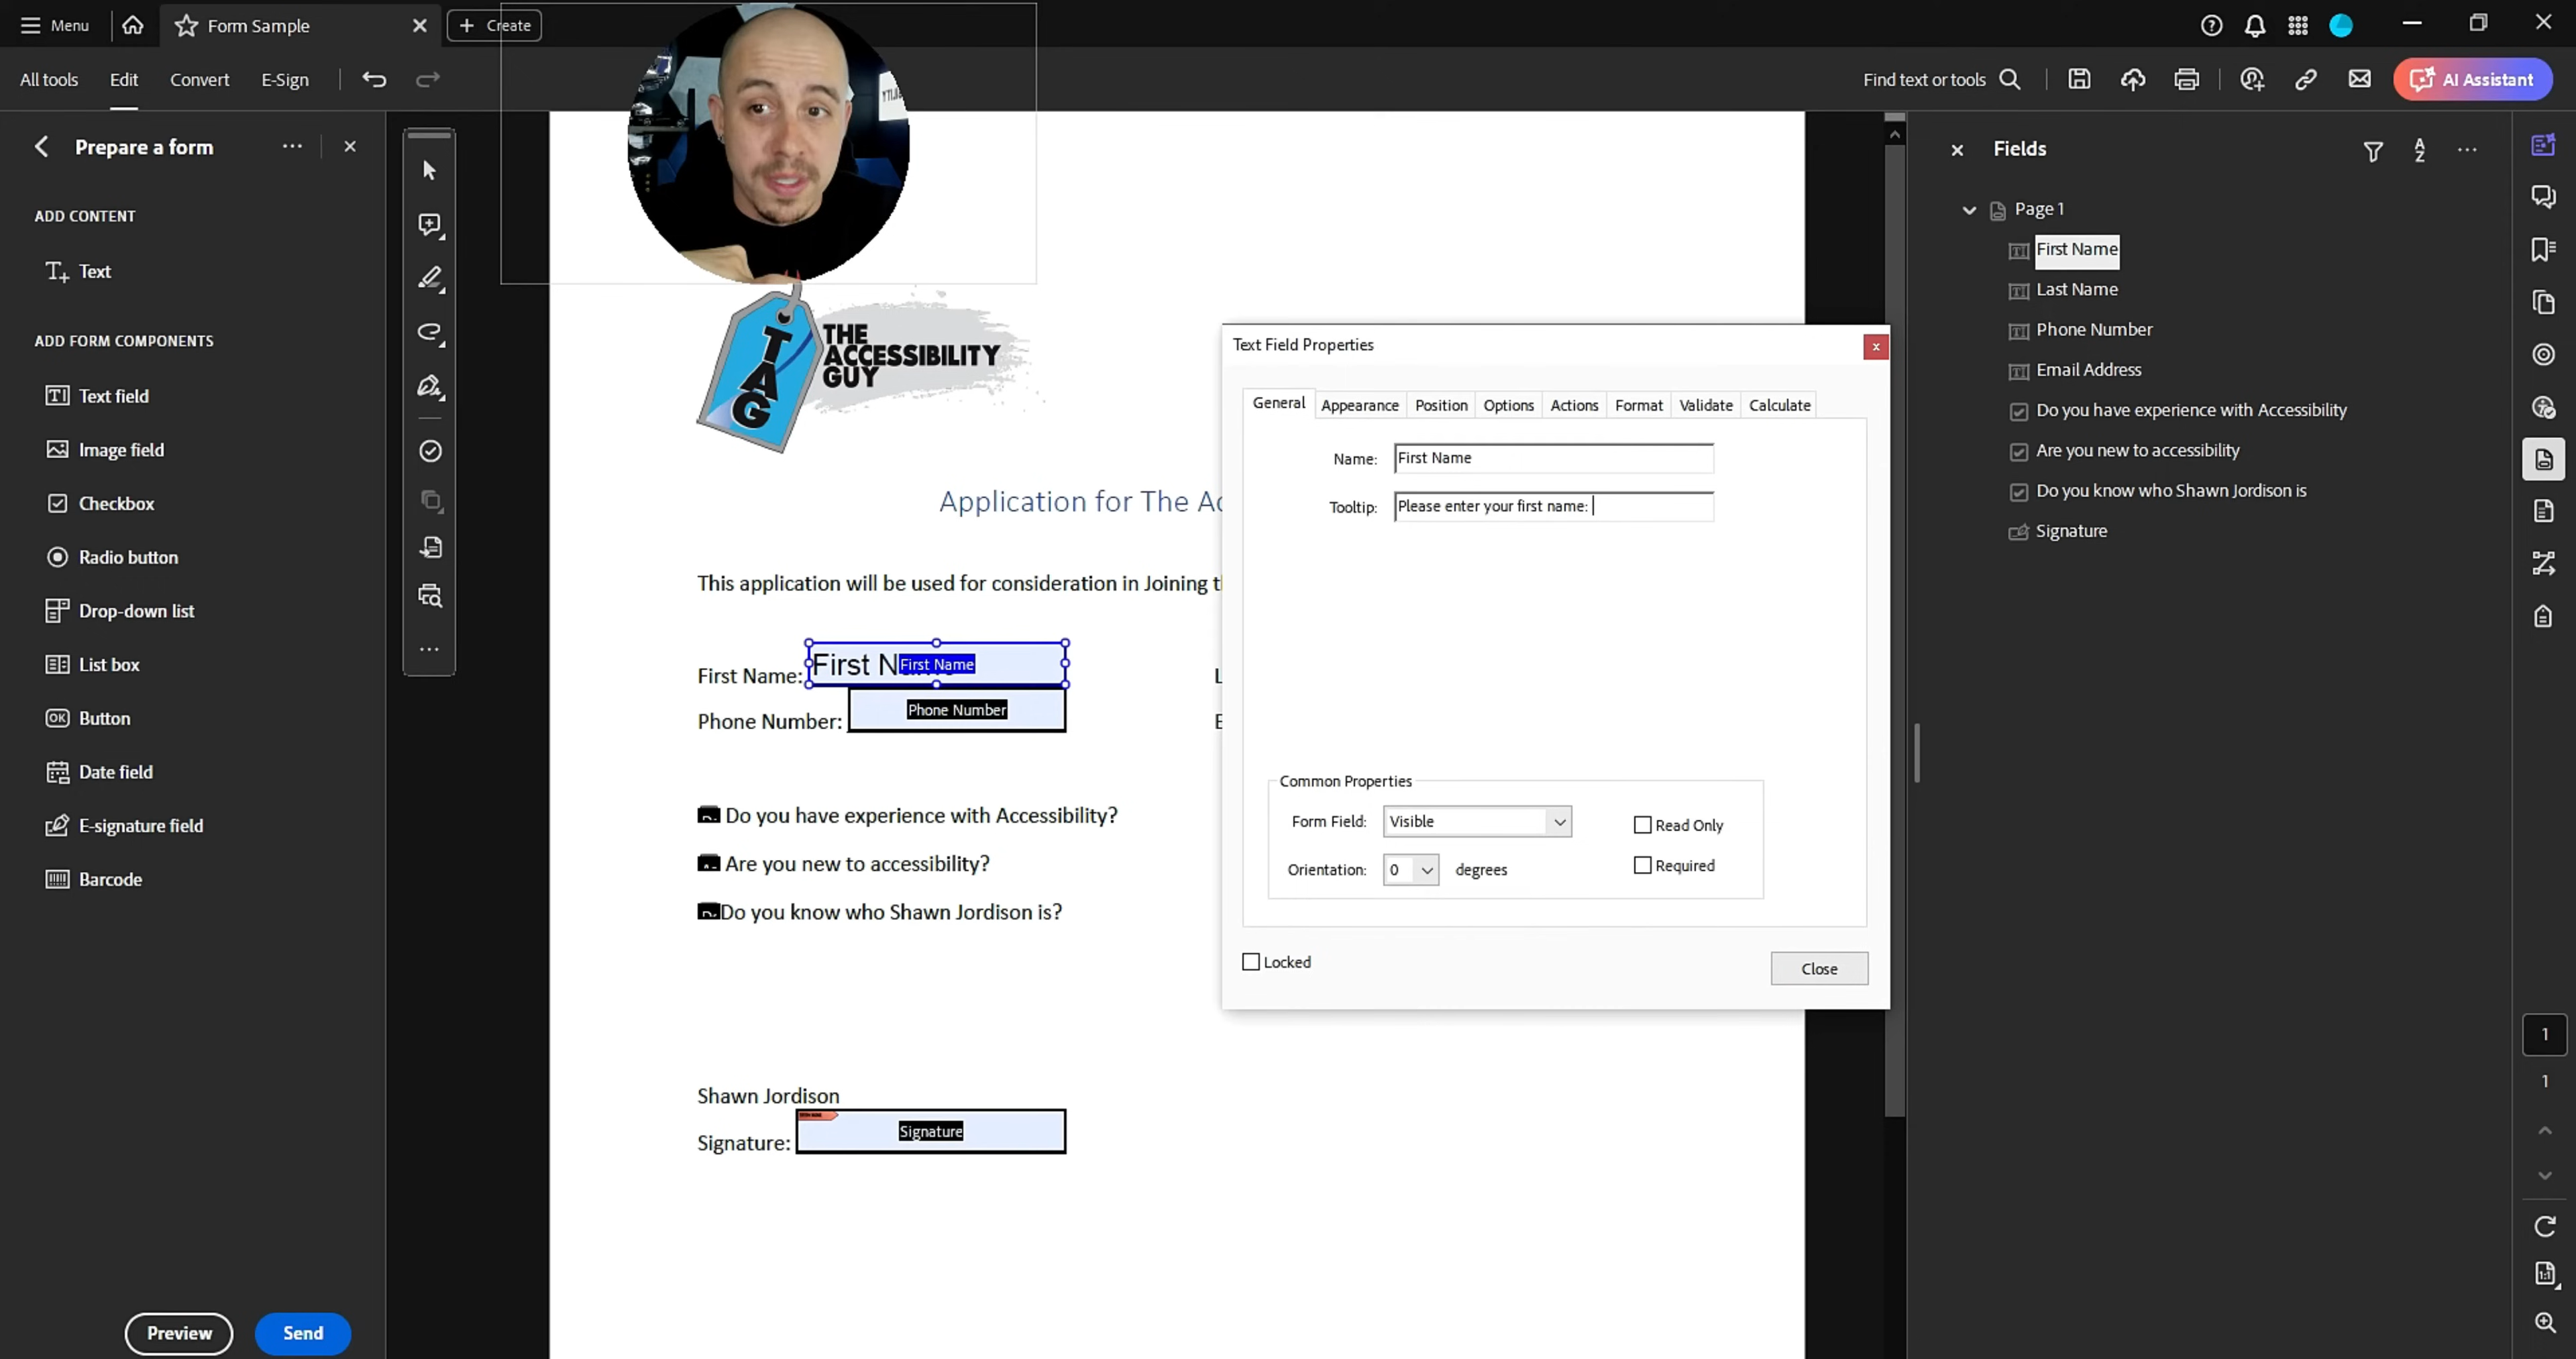 Menu
Form Sample
Create
All tools
Edit
Convert
E-Sign
Find text or tools
AI Assistant
Prepare a form
ADD CONTENT
Text
ADD FORM COMPONENTS
Text field
Image field
Checkbox
Radio button
Drop-down list
List box
Button
Date field
E-signature field
Barcode
Preview
Send
TAG
THE
ACCESSIBILITY
GUY
Application for The Ac
This application will be used for consideration in Joining t
First Name:
First N
First Name
L
Phone Number:
Phone Number
E
Do you have experience with Accessibility?
Are you new to accessibility?
Do you know who Shawn Jordison is?
Shawn Jordison
Signature:
Signature
Text Field Properties
General
Appearance
Position
Options
Actions
Format
Validate
Calculate
Name:
First Name
Tooltip:
Please enter your first name:
Common Properties
Form Field:
Visible
Read Only
Orientation:
0
degrees
Required
Locked
Close
Fields
Page 1
First Name
Last Name
Phone Number
Email Address
Do you have experience with Accessibility
Are you new to accessibility
Do you know who Shawn Jordison is
Signature
1
1